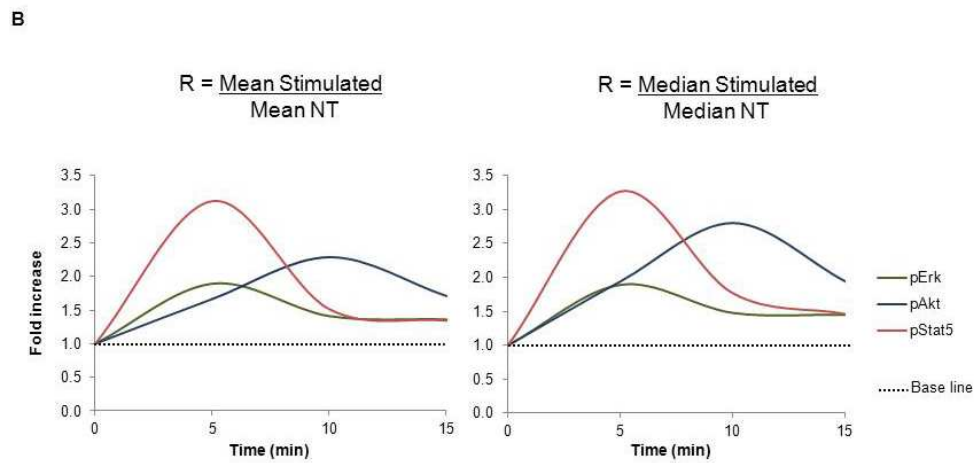 B
R = Mean Stimulated
Mean NT
R = Median Stimulated
Median NT
Fold increase
3.5
3.0
2.5
2.0
1.5
1.0
0.5
0.0
0
5
10
15
Time (min)
3.5
3.0
2.5
2.0
1.5
1.0
0.5
0.0
0
5
10
15
Time (min)
pErk
pAkt
pStat5
Base line